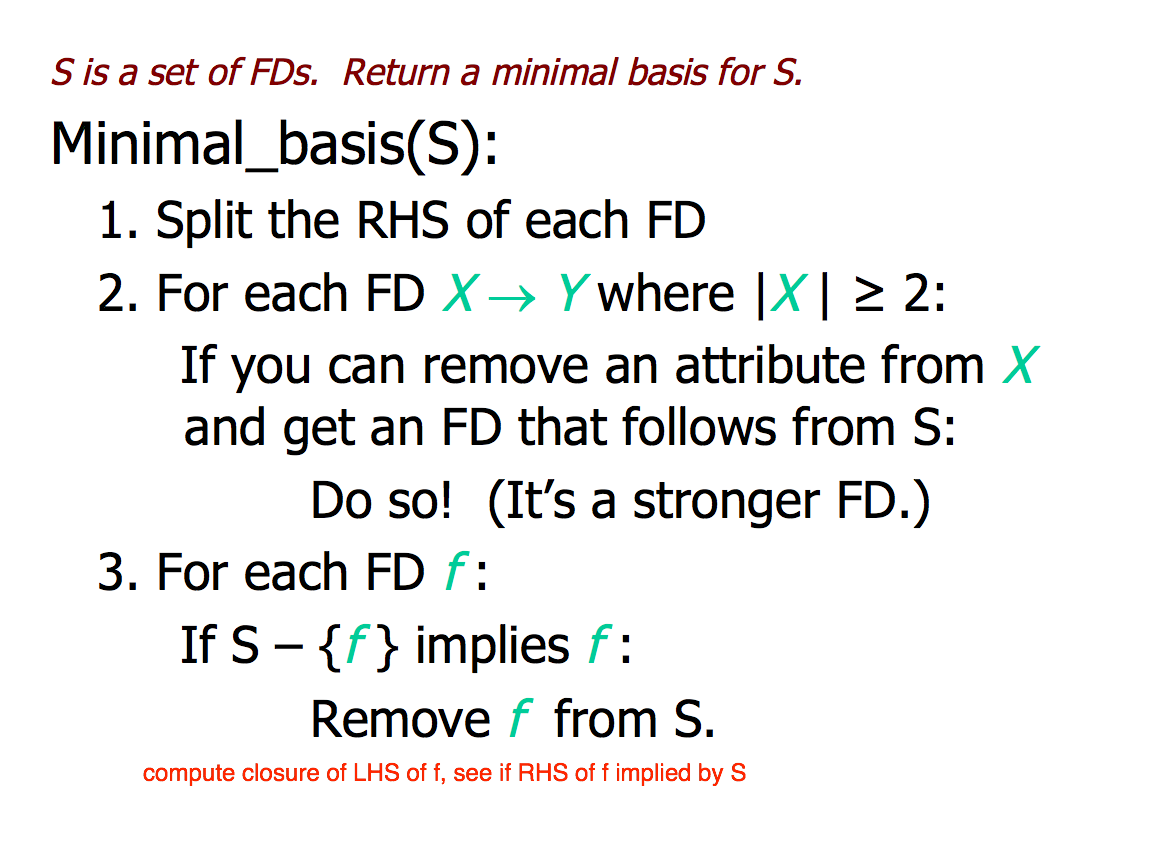 S is a set of FDs.  Return a minimal basis for S.
Minimal_basis(S):
1. Split the RHS of each FD
2. For each FD X → Y where |X | ≥ 2:
If you can remove an attribute from X
and get an FD that follows from S:
Do so!  (It’s a stronger FD.)
3. For each FD f :
If S – {f } implies f :
Remove f from S.
compute closure of LHS of f, see if RHS of f implied by S